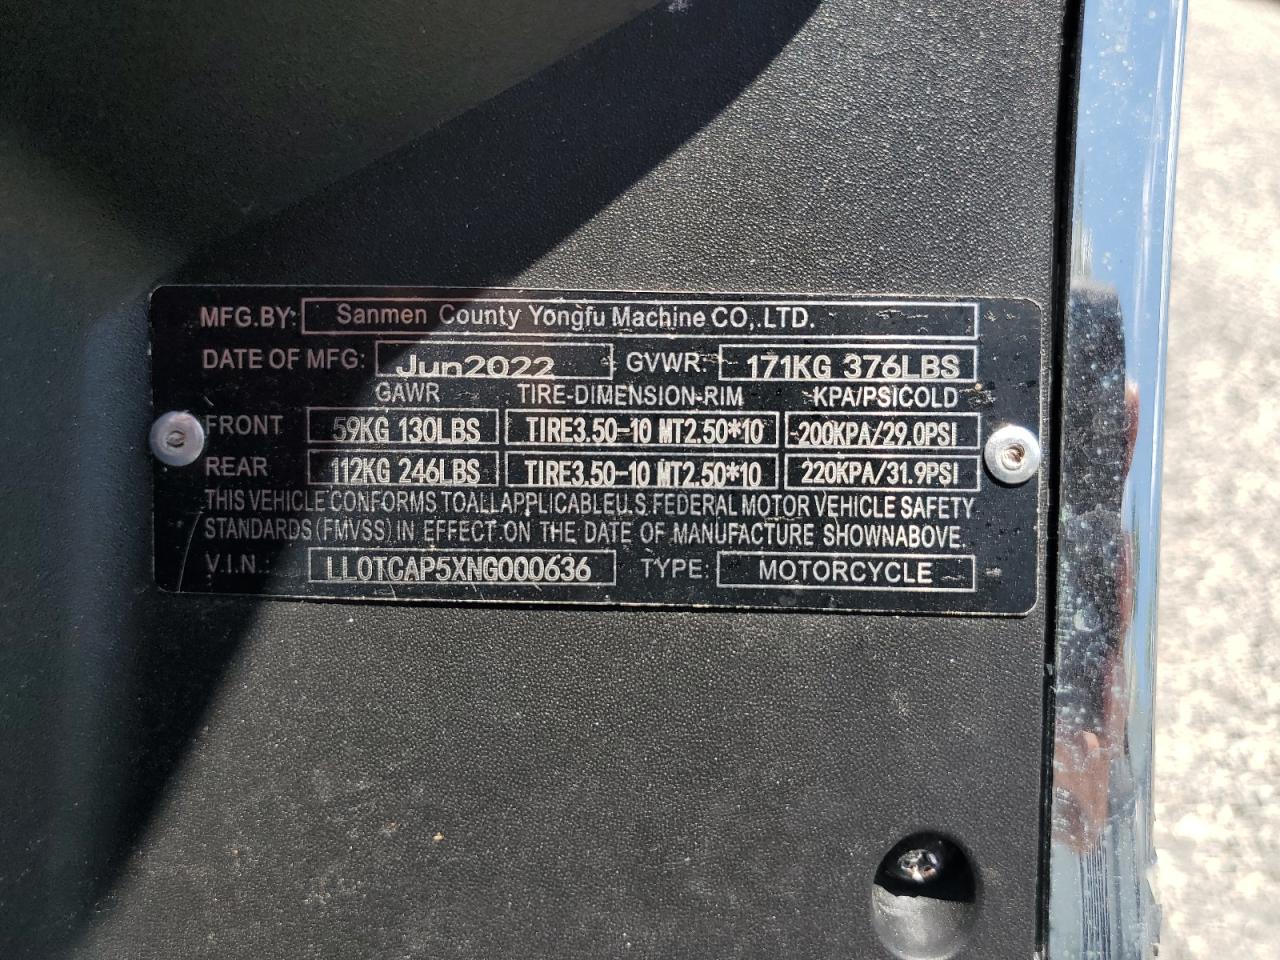 MFG.BY: Sanmen County Yongfu Machine CO,.LTD.
DATE OF MFG: Jun2022 GVWR: 171KG 376LBS
GAWR TIRE-DIMENSION-RIM KPA/PSICOLD
FRONT 59KG 130LBS TIRE3.50-10 MT2.50*10 200KPA/29.0PSI
REAR 112KG 246LBS TIRE3.50-10 MT2.50*10 220KPA/31.9PSI
THIS VEHICLE CONFORMS TOALLAPPLICABLEU.S.FEDERAL MOTOR VEHICLE SAFETY
STANDARDS (FMVSS) IN EFFECT ON THE DATE OF MANUFACTURE SHOWNABOVE.
V.I.N.: LL0TCAP5XNG000636 TYPE: MOTORCYCLE